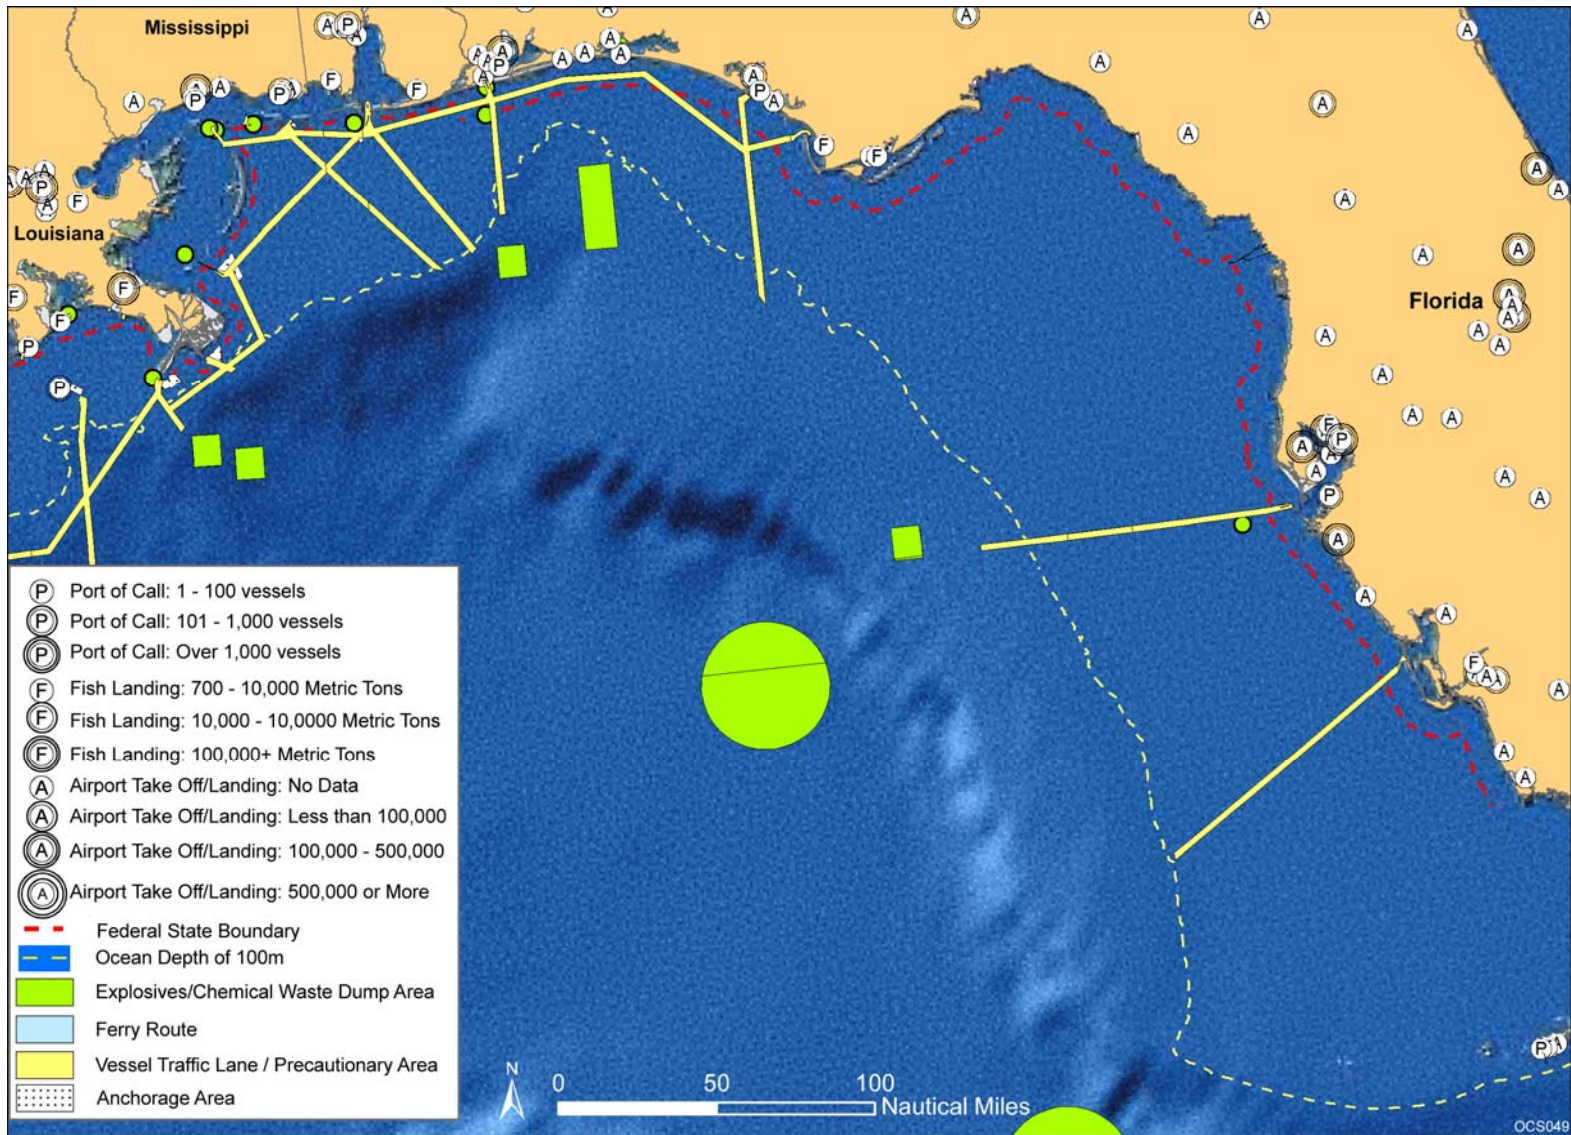 Mississippi
Louisiana
Florida
P Port of Call: 1 - 100 vessels
P Port of Call: 101 - 1,000 vessels
P Port of Call: Over 1,000 vessels
F Fish Landing: 700 - 10,000 Metric Tons
F Fish Landing: 10,000 - 10,0000 Metric Tons
F Fish Landing: 100,000+ Metric Tons
A Airport Take Off/Landing: No Data
A Airport Take Off/Landing: Less than 100,000
A Airport Take Off/Landing: 100,000 - 500,000
A Airport Take Off/Landing: 500,000 or More
Federal State Boundary
Ocean Depth of 100m
Explosives/Chemical Waste Dump Area
Ferry Route
Vessel Traffic Lane / Precautionary Area
Anchorage Area
N
0 50 100
Nautical Miles
OCS049